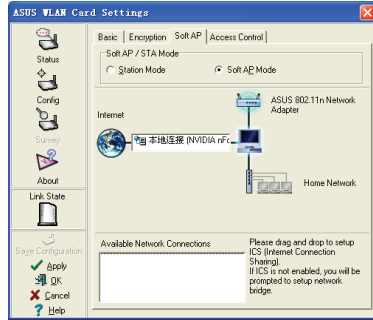 ASUS WLAN Card Settings
Basic
Encryption
Soft AP
Access Control
Status
Config
Survey
About
Link State
Save Configuration
Apply
OK
Cancel
Help
Soft AP / STA Mode
Station Mode
Soft AP Mode
Internet
ASUS 802.11n Network
Adapter
本地连接 (NVIDIA nFc
Home Network
Available Network Connections
Please drag and drop to setup
ICS (Internet Connection
Sharing).
If ICS is not enabled, you will be
prompted to setup network
bridge.